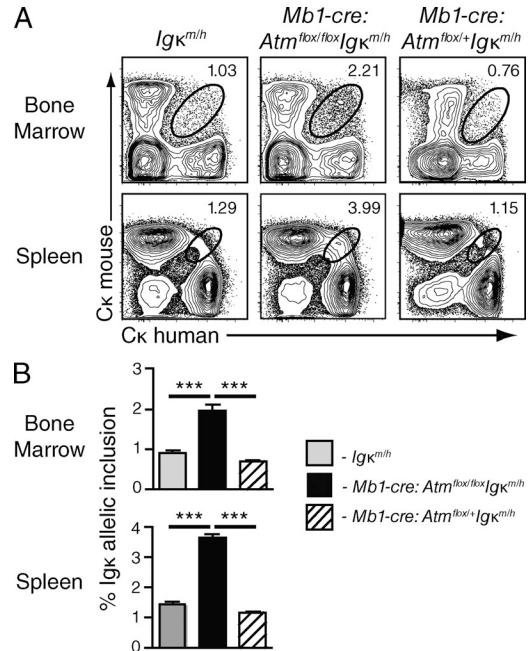 A
Igκm/h
Mb1-cre:
Atmflox/floxIgκm/h
Mb1-cre:
Atmflox/+Igκm/h
Bone
Marrow
1.03
2.21
0.76
Spleen
1.29
3.99
1.15
Cκ mouse
Cκ human
B
Bone
Marrow
Spleen
% Igκ allelic inclusion
3
2
1
0
*** ***
4
3
2
1
0
*** ***
- Igκm/h
- Mb1-cre: Atmflox/floxIgκm/h
- Mb1-cre: Atmflox/+Igκm/h